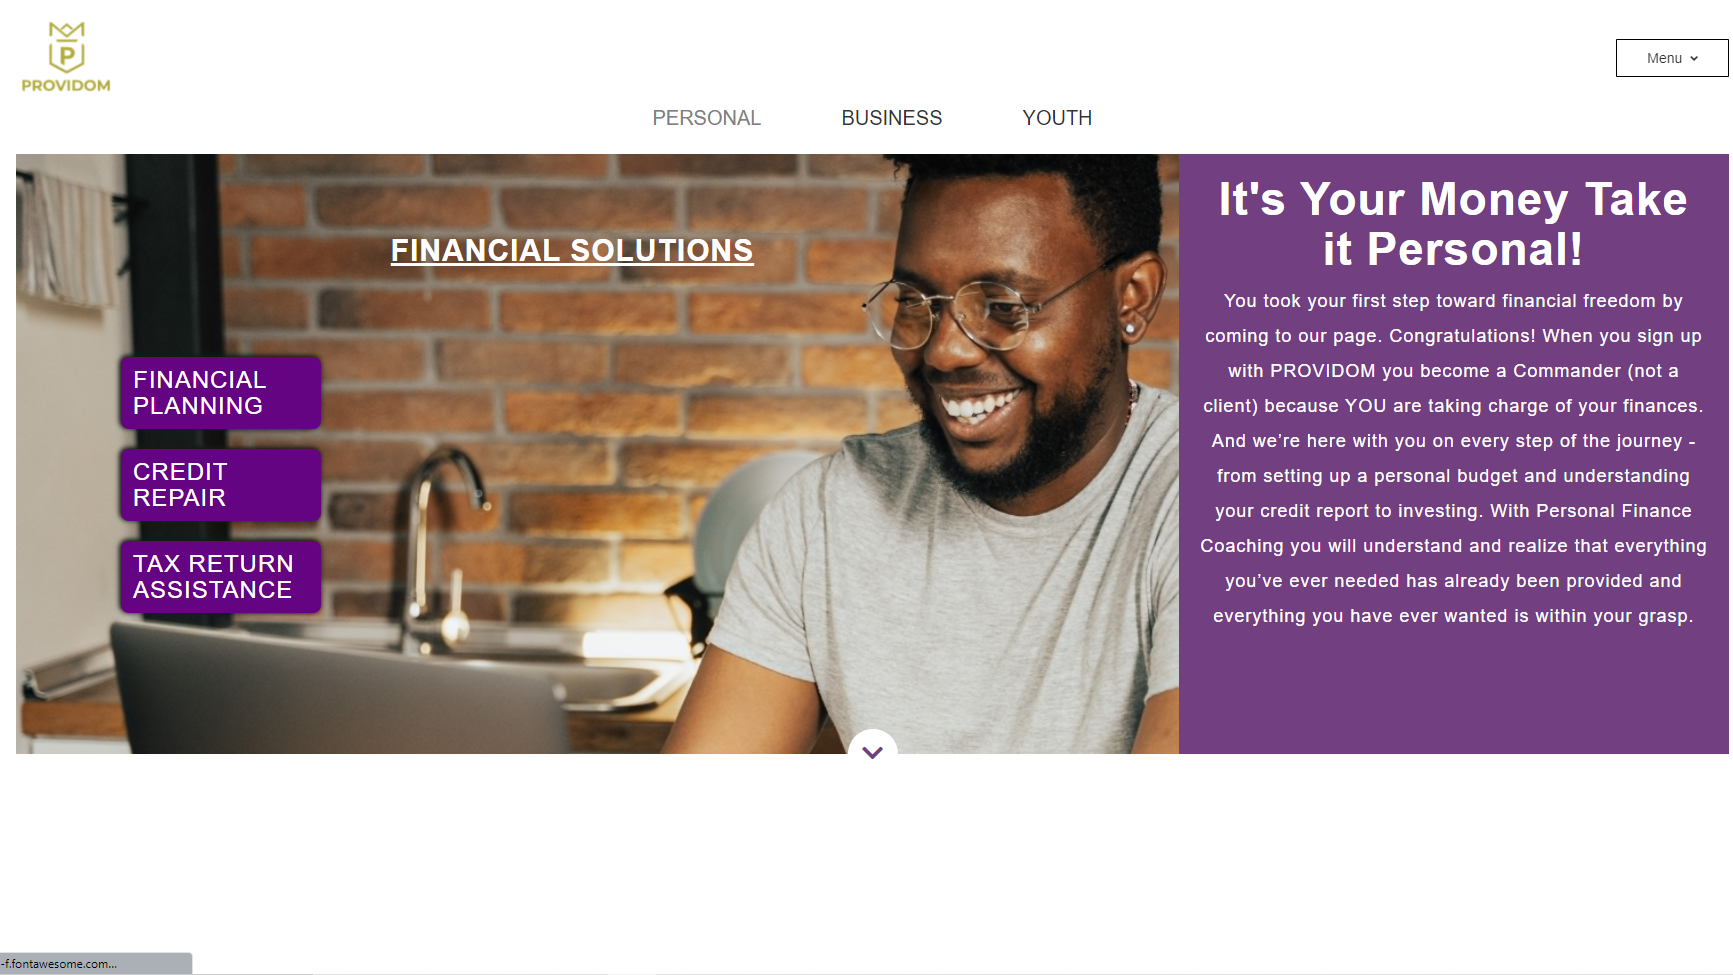 P
PROVIDOM
Menu
PERSONAL
BUSINESS
YOUTH
FINANCIAL SOLUTIONS
FINANCIAL
PLANNING
CREDIT
REPAIR
TAX RETURN
ASSISTANCE
It's Your Money Take
it Personal!
You took your first step toward financial freedom by
coming to our page. Congratulations! When you sign up
with PROVIDOM you become a Commander (not a
client) because YOU are taking charge of your finances.
And we’re here with you on every step of the journey -
from setting up a personal budget and understanding
your credit report to investing. With Personal Finance
Coaching you will understand and realize that everything
you’ve ever needed has already been provided and
everything you have ever wanted is within your grasp.
-f.fontawesome.com...